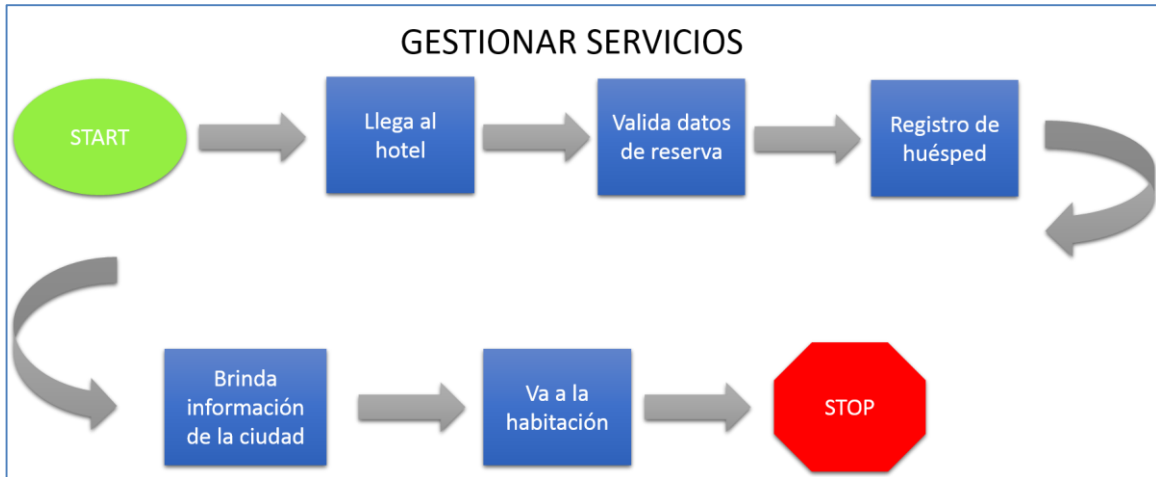 GESTIONAR SERVICIOS
START
Llega al
hotel
Valida datos
de reserva
Registro de
huésped
Brinda
información
de la ciudad
Va a la
habitación
STOP